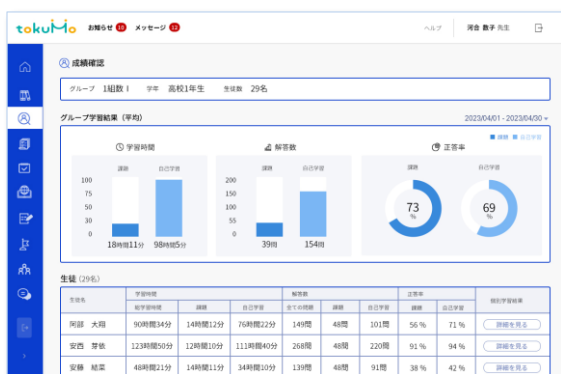 tokuMo お知らせ 10 メッセージ 12 ヘルプ 河合 数子 先生
成績確認
グループ 1組数Ⅰ 学年 高校1年生 生徒数 29名
グループ学習結果（平均） 2023/04/01 - 2023/04/30
課題 自己学習
学習時間 解答数 正答率
課題 自己学習 課題 自己学習 課題 自己学習
100 200
75 150
50 100
30 55
0 0
73 % 69 %
18時間11分 98時間5分 39問 154問
生徒 (29名)
生徒名 学習時間 解答数 正答率 個別学習結果
総学習時間 課題 自己学習 全ての問題 課題 自己学習 課題 自己学習
阿部 大翔 90時間34分 14時間12分 76時間22分 149問 48問 101問 56 % 71 % 詳細を見る
安西 芽依 123時間50分 12時間10分 111時間40分 268問 48問 220問 91 % 94 % 詳細を見る
安藤 結菜 48時間21分 14時間11分 34時間10分 139問 48問 91問 38 % 42 % 詳細を見る